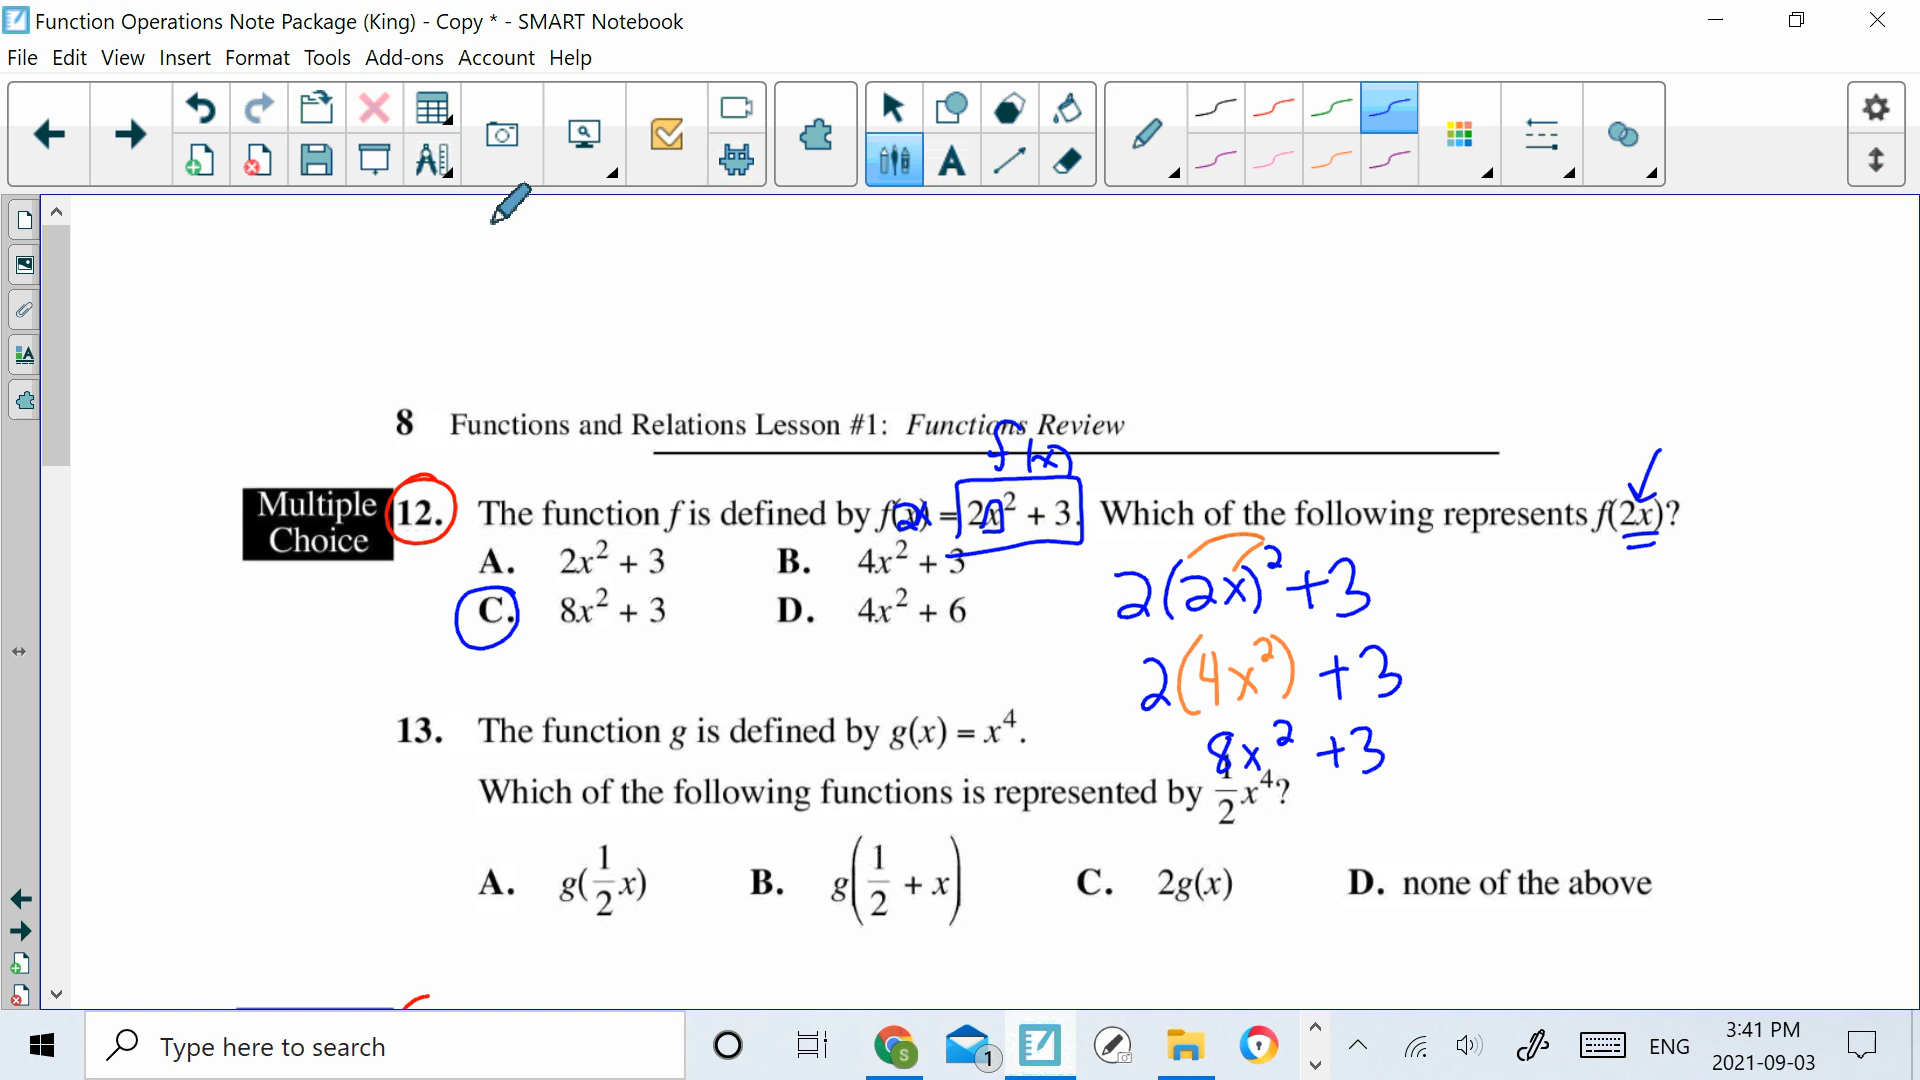 Function Operations Note Package (King) - Copy * - SMART Notebook
File Edit View Insert Format Tools Add-ons Account Help
8 Functions and Relations Lesson #1: Functions Review
f(x)
Multiple Choice
12. The function f is defined by f(2x) = 2x² + 3. Which of the following represents f(2x)?
A. 2x² + 3 B. 4x² + 3
C. 8x² + 3 D. 4x² + 6
2(2x)² + 3
2(4x²) + 3
8x² + 3
13. The function g is defined by g(x) = x⁴.
Which of the following functions is represented by 1/2 x⁴?
A. g(1/2 x) B. g(1/2 + x) C. 2g(x) D. none of the above
Type here to search
1
ENG
3:41 PM
2021-09-03